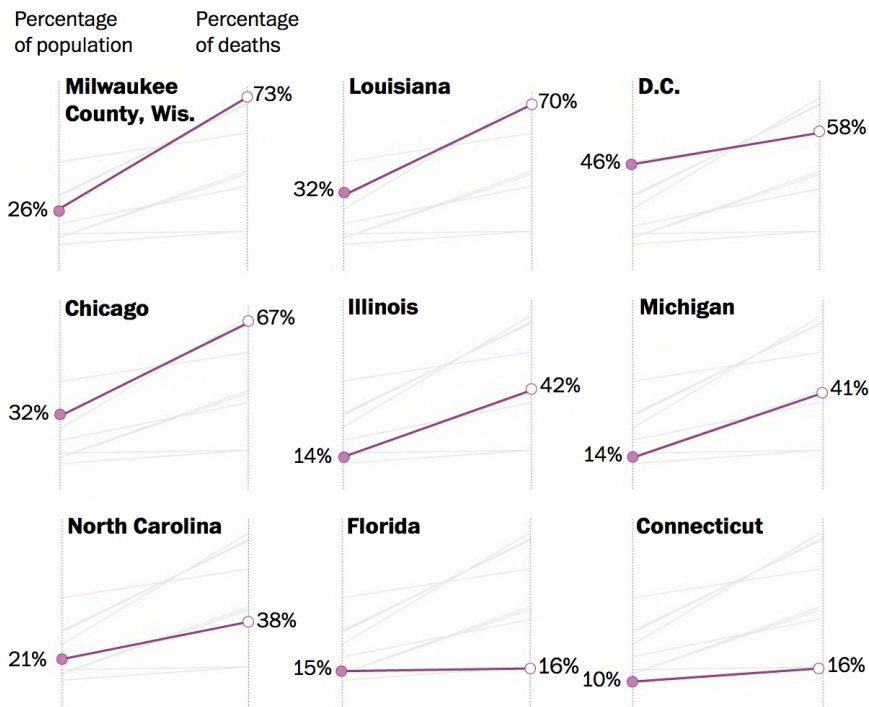 Percentage
of population
Percentage
of deaths
Milwaukee
County, Wis.
26%
73%
Louisiana
32%
70%
D.C.
46%
58%
Chicago
32%
67%
Illinois
14%
42%
Michigan
14%
41%
North Carolina
21%
38%
Florida
15%
16%
Connecticut
10%
16%